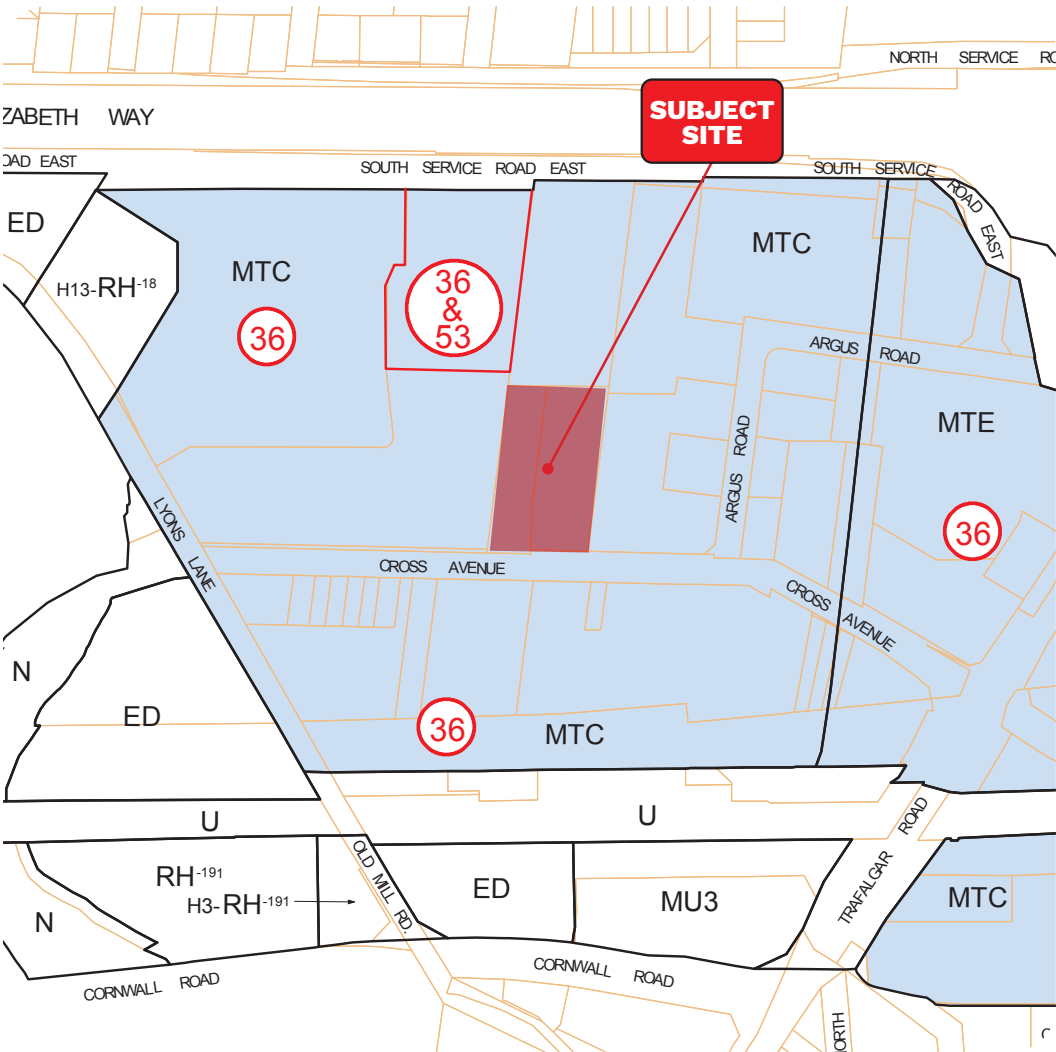 NORTH SERVICE RO
ZABETH WAY
SUBJECT
SITE
OAD EAST
SOUTH SERVICE ROAD EAST
SOUTH SERVICE
ROAD EAST
ED
H13-RH-18
MTC
36
36
&
53
MTC
ARGUS ROAD
ARGUS ROAD
MTE
36
LYONS LANE
CROSS AVENUE
CROSS AVENUE
N
ED
36
MTC
U
U
RH-191
H3-RH-191
OLD MILL RD.
ED
MU3
TRAFALGAR ROAD
MTC
N
CORNWALL ROAD
CORNWALL ROAD
ORTH